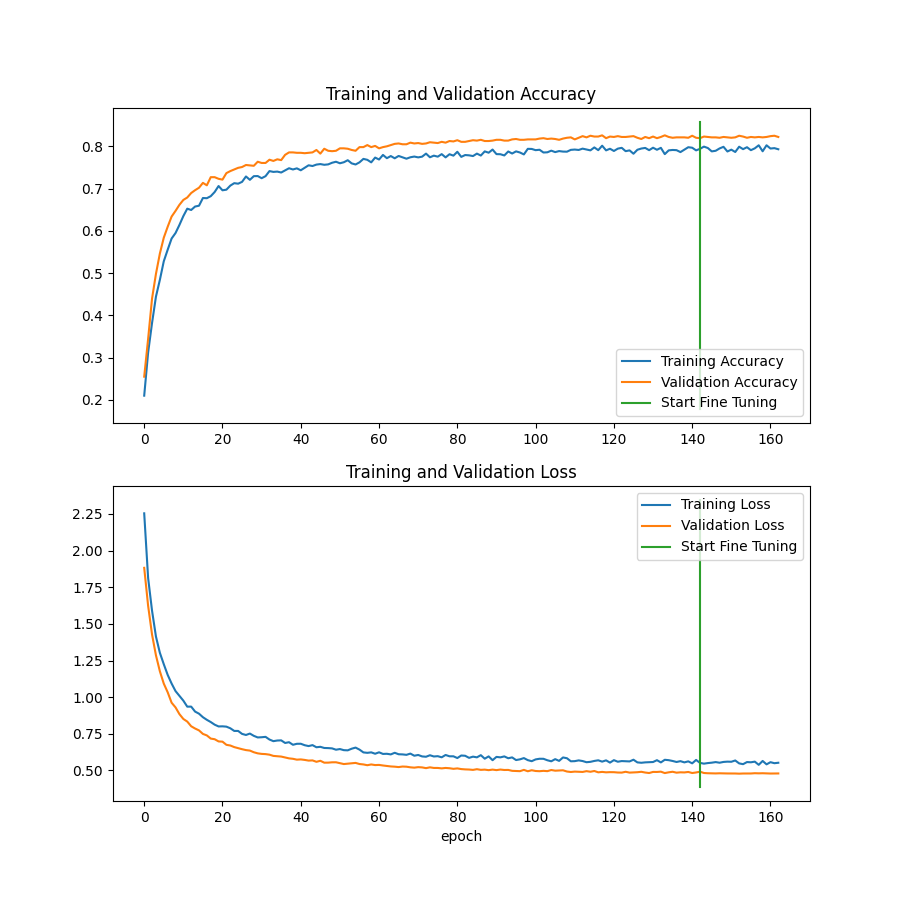 Training and Validation Accuracy
0.8
0.7
0.6
0.5
0.4
0.3
0.2
Training Accuracy
Validation Accuracy
Start Fine Tuning
0 20 40 60 80 100 120 140 160
Training and Validation Loss
2.25
2.00
1.75
1.50
1.25
1.00
0.75
0.50
Training Loss
Validation Loss
Start Fine Tuning
0 20 40 60 80 100 120 140 160
epoch